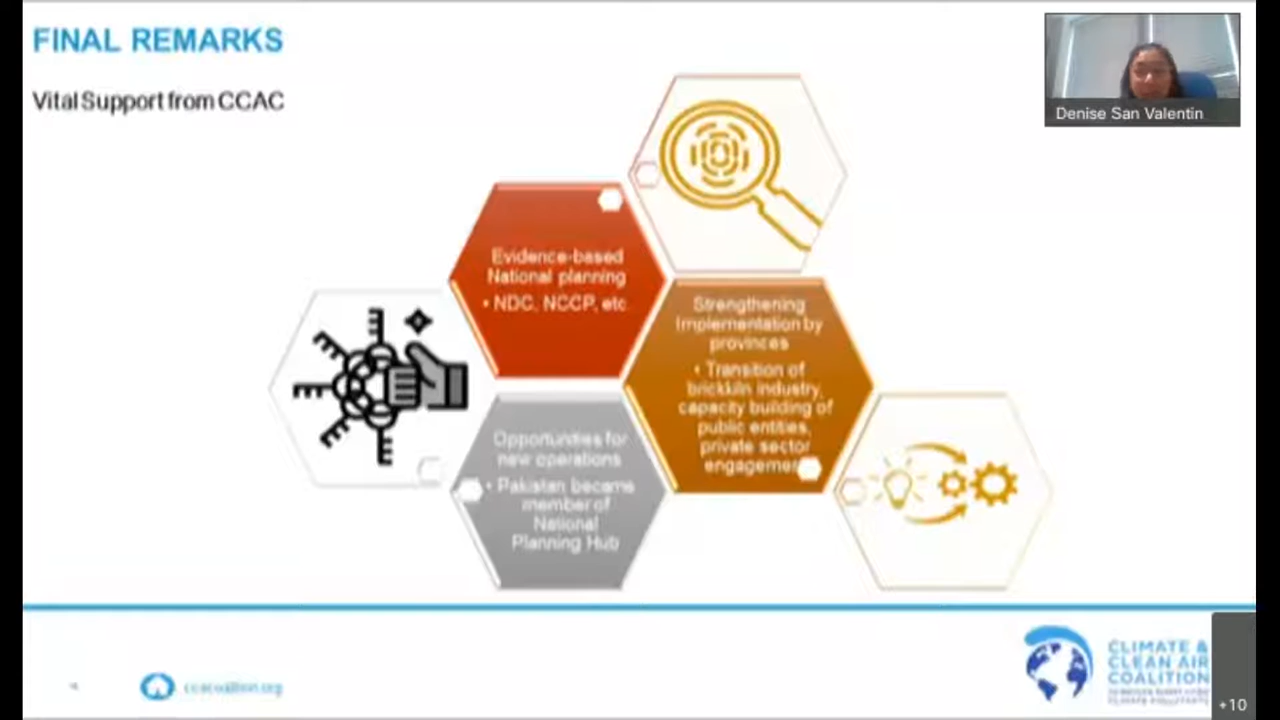 FINAL REMARKS
Vital Support from CCAC
Denise San Valentin
Evidence-based
National planning
• NDC, NCCP, etc
Strengthening
Implementation by
provinces
• Transition of
brickkiln industry,
capacity building of
public entities,
private sector
Opportunities for
new operations
• Pakistan became
member of
National
Planning Hub
ccacoalition.org
CLIMATE &
CLEAN AIR
COALITION
+10